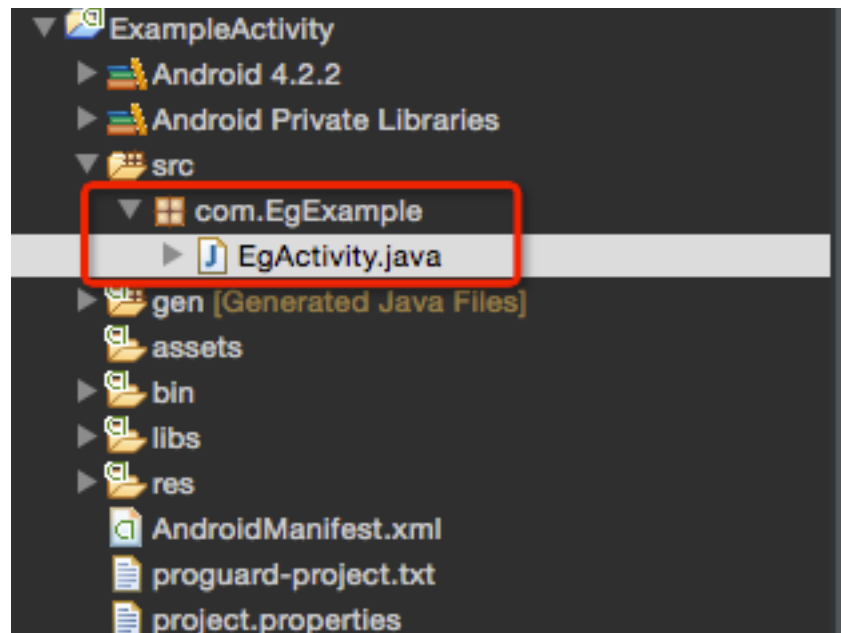 ExampleActivity
Android 4.2.2
Android Private Libraries
src
com.EgExample
EgActivity.java
gen [Generated Java Files]
assets
bin
libs
res
AndroidManifest.xml
proguard-project.txt
project.properties